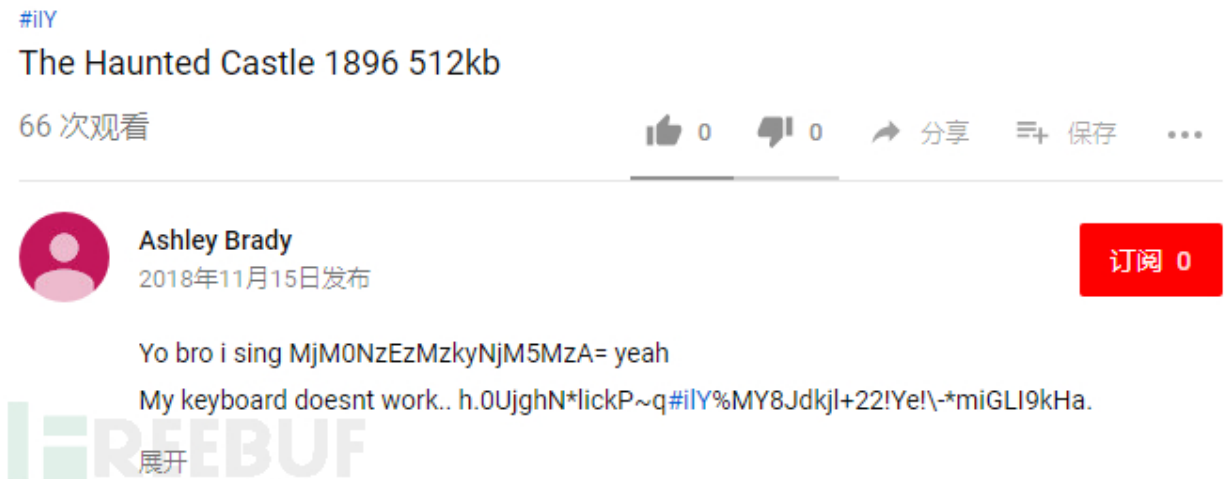 #ilY
The Haunted Castle 1896 512kb
66 次观看
0 0 分享 保存
Ashley Brady
2018年11月15日发布
订阅 0
Yo bro i sing MjM0NzEzMzkyNjM5MzA= yeah
My keyboard doesnt work.. h.0UjghN*lickP~q#ilY%MY8Jdkjl+22!Ye!\-*miGLI9kHa.
展开
REEBUF